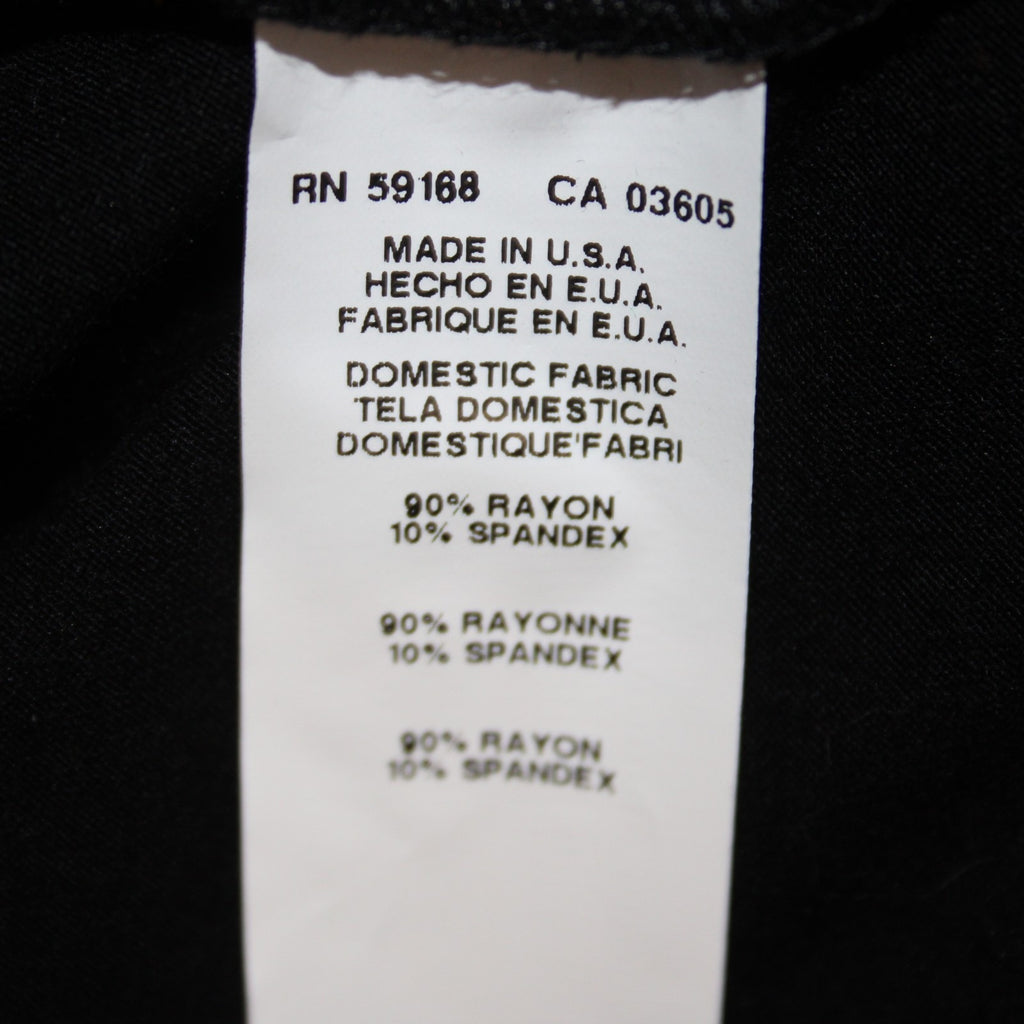 RN 59168 CA 03605
MADE IN U.S.A.
HECHO EN E.U.A.
FABRIQUE EN E.U.A.
DOMESTIC FABRIC
TELA DOMESTICA
DOMESTIQUE'FABRI
90% RAYON
10% SPANDEX
90% RAYONNE
10% SPANDEX
90% RAYON
10% SPANDEX